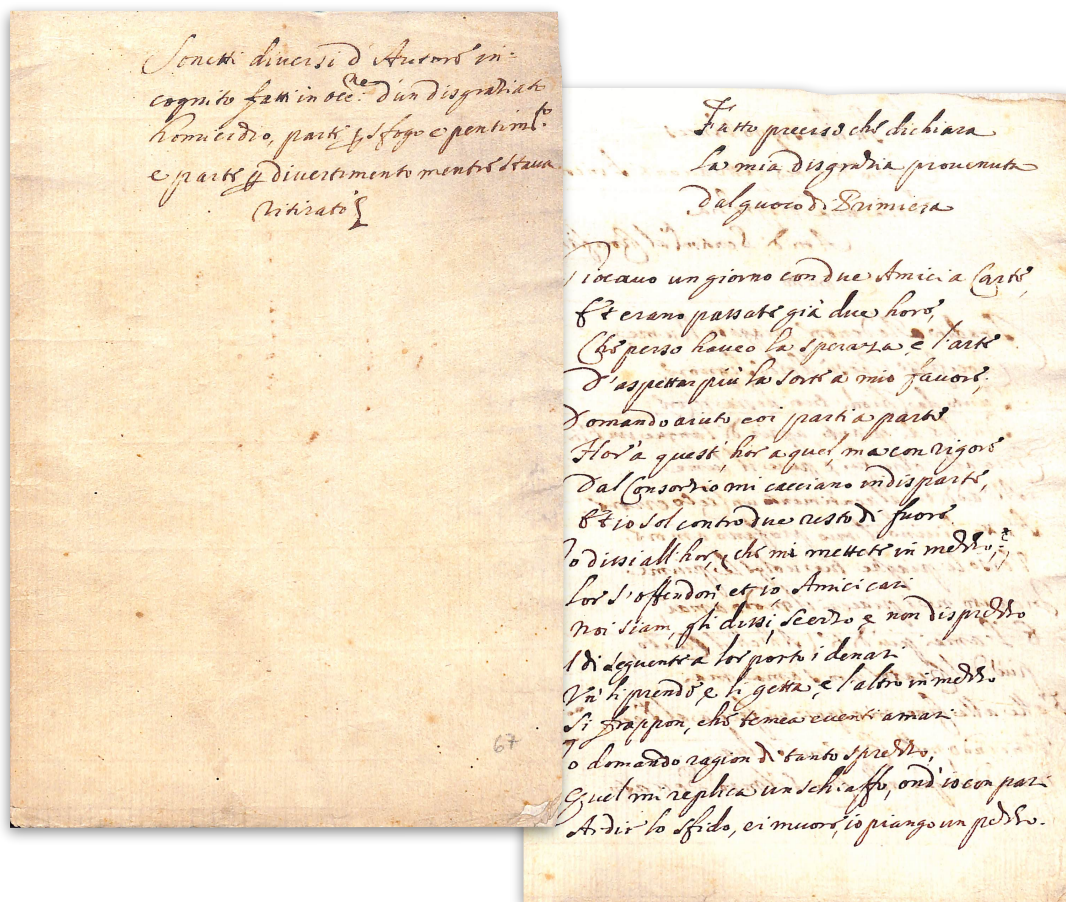 Sonetti diversi d'Autore in-
cognito fatti in occ.ne d'un disgratiato
homicidio, parte p sfogo e pentim.to
e parte p divertimento mentre stava
ritirato
67
Fatto preciso che dichiara
la mia disgratia provenuta
dal guoco di Primiera
Giocavo un giorno con due Amici a Carte,
Et erano passate già due hore,
Che perso haveo la speranza, e l'arte
D'aspettar più la sorte a mio favore;
Domando aiuto coi parti a parte
Hor'a quest', hor a quel, ma con rigore
Dal Consortio mi cacciano indisparte,
Et io sol contro due resto di fuore
Io dissi all'hor, che mi mettete in mezzo,
lor s'offendon, et io, Amici cari
noi siam, gli dissi, scerzo, e non disprezzo
Il di seguente a lor porto i denari
Un li prende, e li getta, e l'altro in mezzo
Si frappon, che temea eventi amari
Io domando ragion di tanto sprezzo,
Quel mi replica un schiaffo, ond'io con pari
Ardir lo sfido, ei muore, io piango un pezzo.